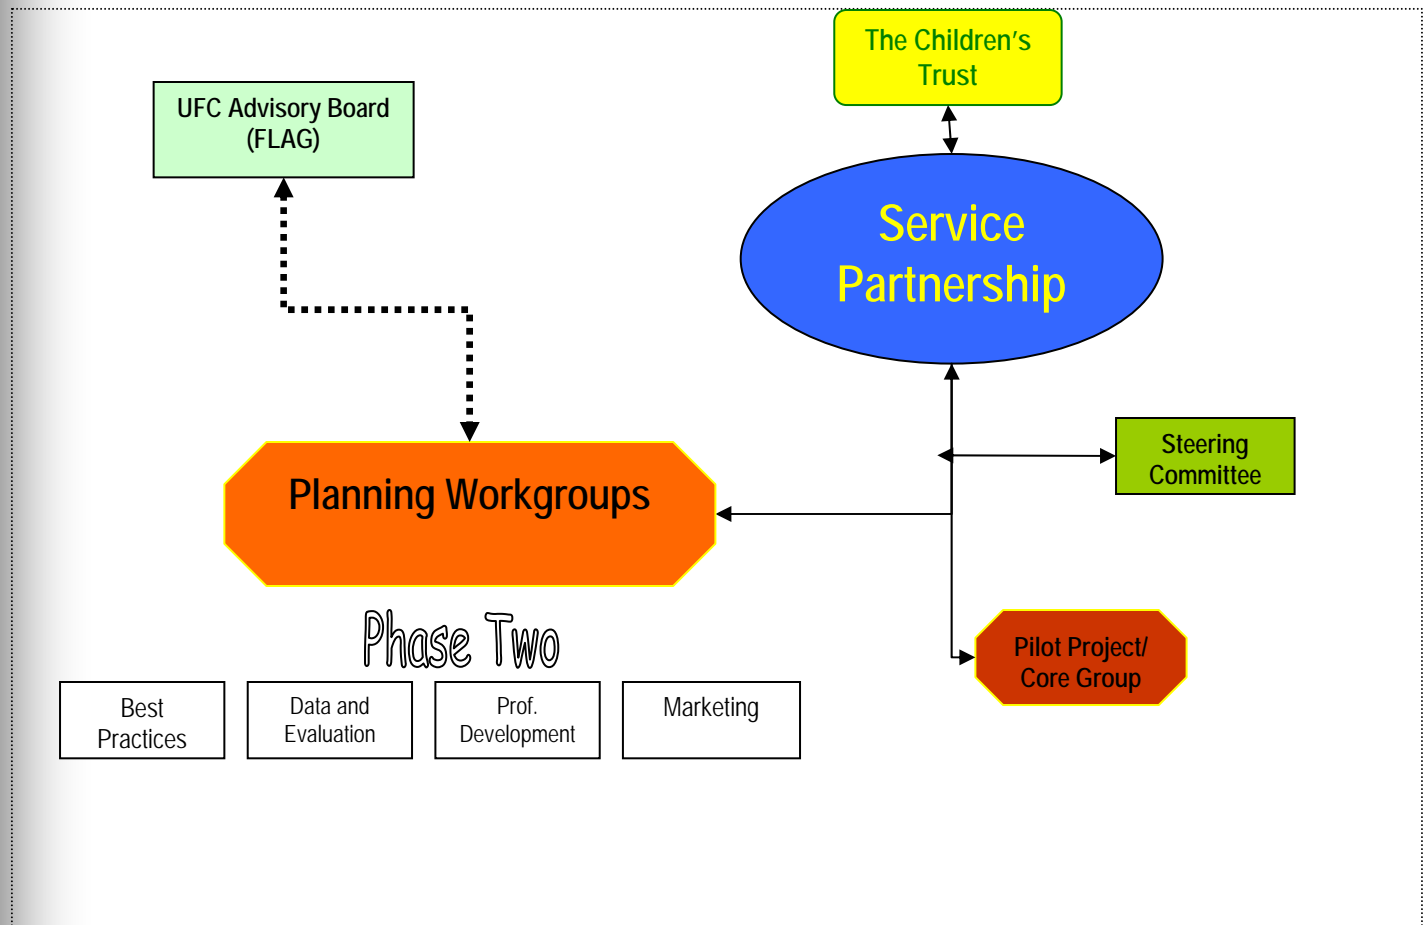 The Children's
Trust
UFC Advisory Board
(FLAG)
Service
Partnership
Steering
Committee
Planning Workgroups
Phase Two
Pilot Project/
Core Group
Best
Practices
Data and
Evaluation
Prof.
Development
Marketing